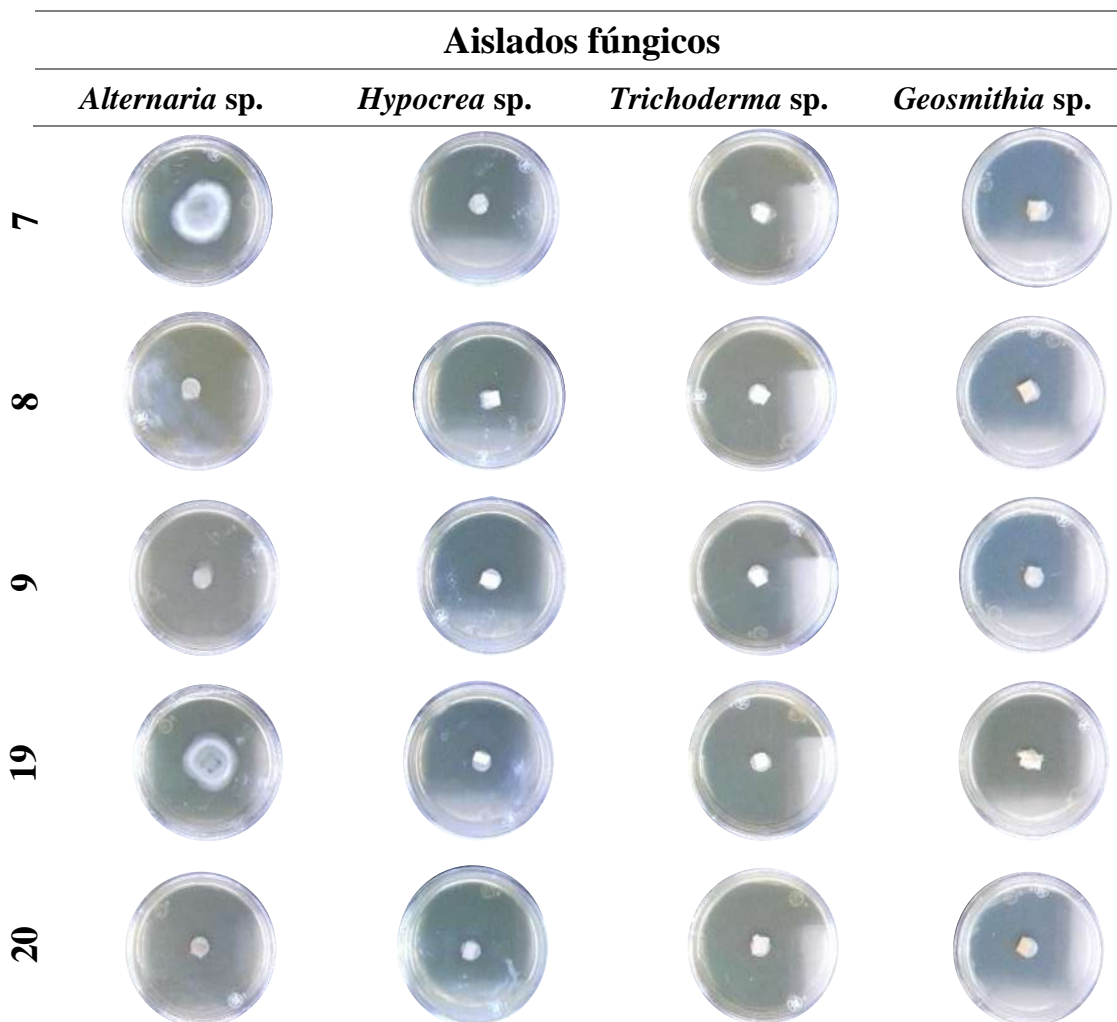 Aislados fúngicos
Alternaria sp. Hypocrea sp. Trichoderma sp. Geosmithia sp.
7
8
9
19
20